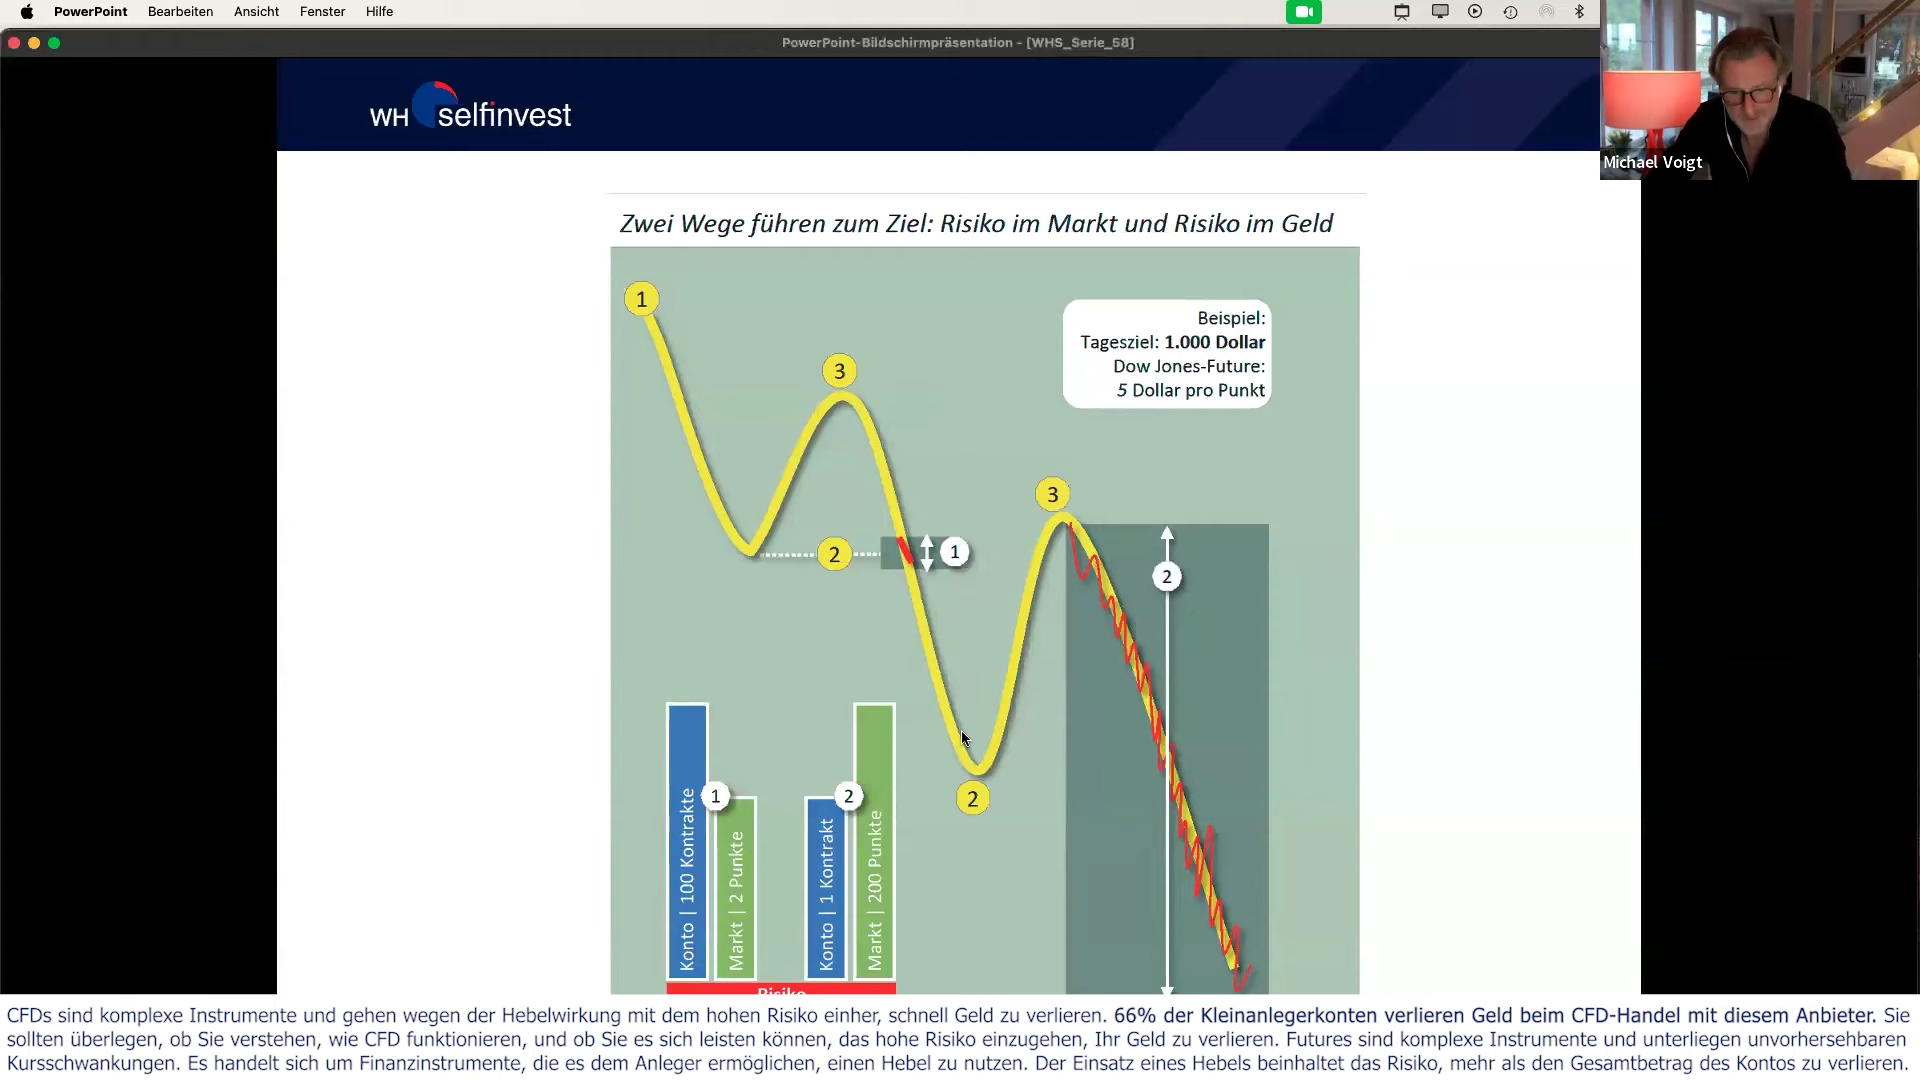 PowerPoint Bearbeiten Ansicht Fenster Hilfe
PowerPoint-Bildschirmpräsentation - [WHS_Serie_58]
WH selfinvest
Michael Voigt
Zwei Wege führen zum Ziel: Risiko im Markt und Risiko im Geld
1
3
Beispiel:
Tagesziel: 1.000 Dollar
Dow Jones-Future:
5 Dollar pro Punkt
3
2
1
2
2
1
2
Konto | 100 Kontrakte
Markt | 2 Punkte
Konto | 1 Kontrakt
Markt | 200 Punkte
Risiko
CFDs sind komplexe Instrumente und gehen wegen der Hebelwirkung mit dem hohen Risiko einher, schnell Geld zu verlieren. 66% der Kleinanlegerkonten verlieren Geld beim CFD-Handel mit diesem Anbieter. Sie
sollten überlegen, ob Sie verstehen, wie CFD funktionieren, und ob Sie es sich leisten können, das hohe Risiko einzugehen, Ihr Geld zu verlieren. Futures sind komplexe Instrumente und unterliegen unvorhersehbaren
Kursschwankungen. Es handelt sich um Finanzinstrumente, die es dem Anleger ermöglichen, einen Hebel zu nutzen. Der Einsatz eines Hebels beinhaltet das Risiko, mehr als den Gesamtbetrag des Kontos zu verlieren.